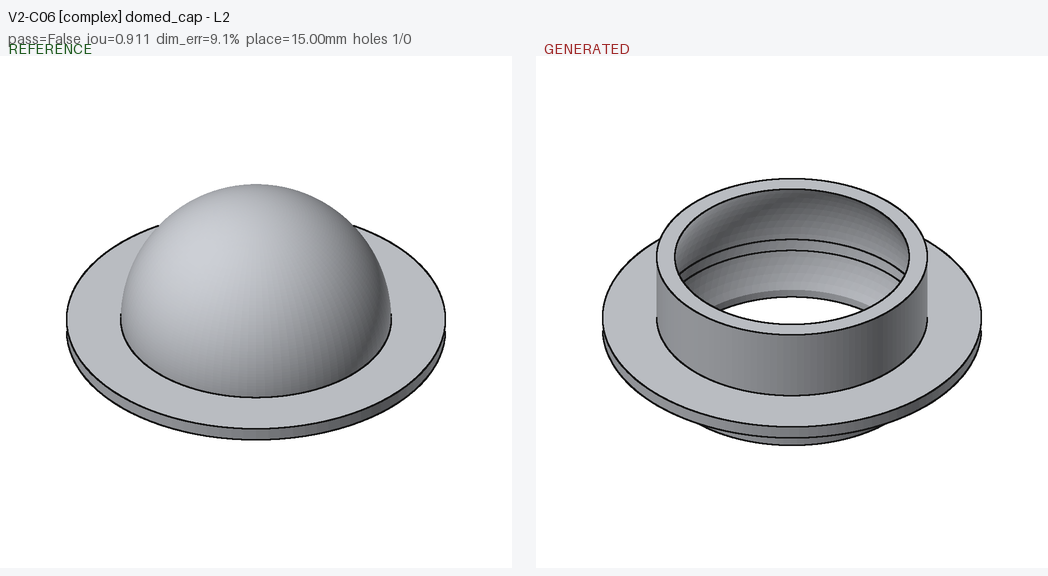 V2-C06 [complex] domed_cap - L2
pass=False iou=0.911 dim_err=9.1% place=15.00mm holes 1/0
REFERENCE
GENERATED